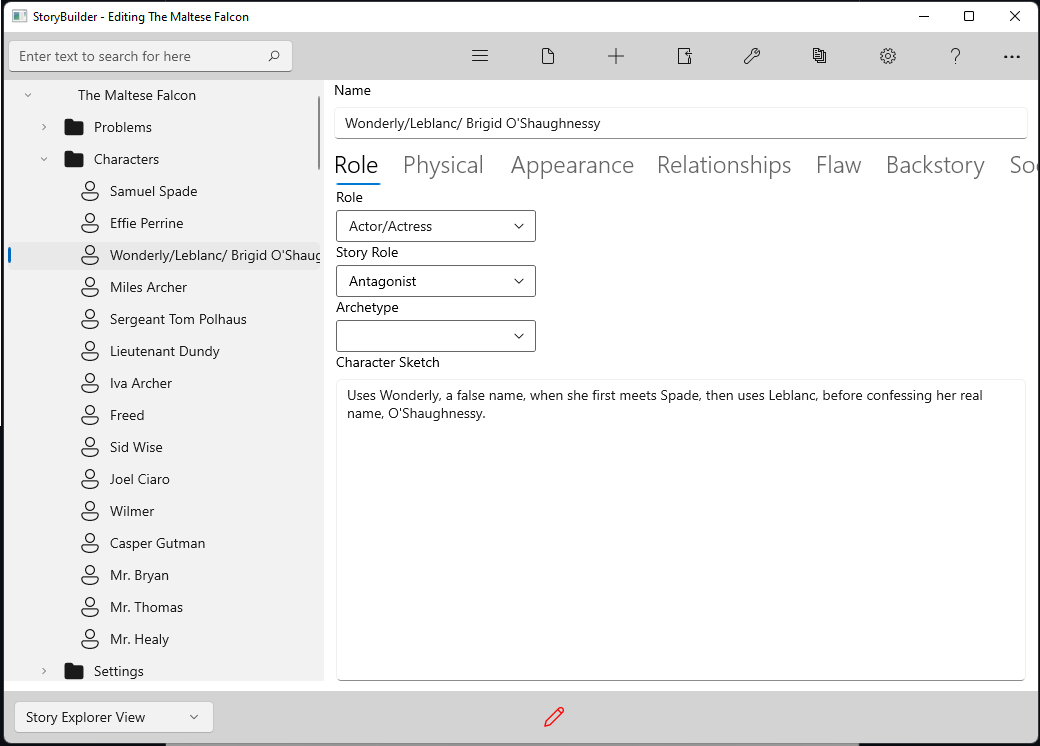 StoryBuilder - Editing The Maltese Falcon
Enter text to search for here
The Maltese Falcon
Problems
Characters
Samuel Spade
Effie Perrine
Wonderly/Leblanc/ Brigid O'Shaug
Miles Archer
Sergeant Tom Polhaus
Lieutenant Dundy
Iva Archer
Freed
Sid Wise
Joel Ciaro
Wilmer
Casper Gutman
Mr. Bryan
Mr. Thomas
Mr. Healy
Settings
Name
Wonderly/Leblanc/ Brigid O'Shaughnessy
Role Physical Appearance Relationships Flaw Backstory Soc
Role
Actor/Actress
Story Role
Antagonist
Archetype
Character Sketch
Uses Wonderly, a false name, when she first meets Spade, then uses Leblanc, before confessing her real
name, O'Shaughnessy.
Story Explorer View